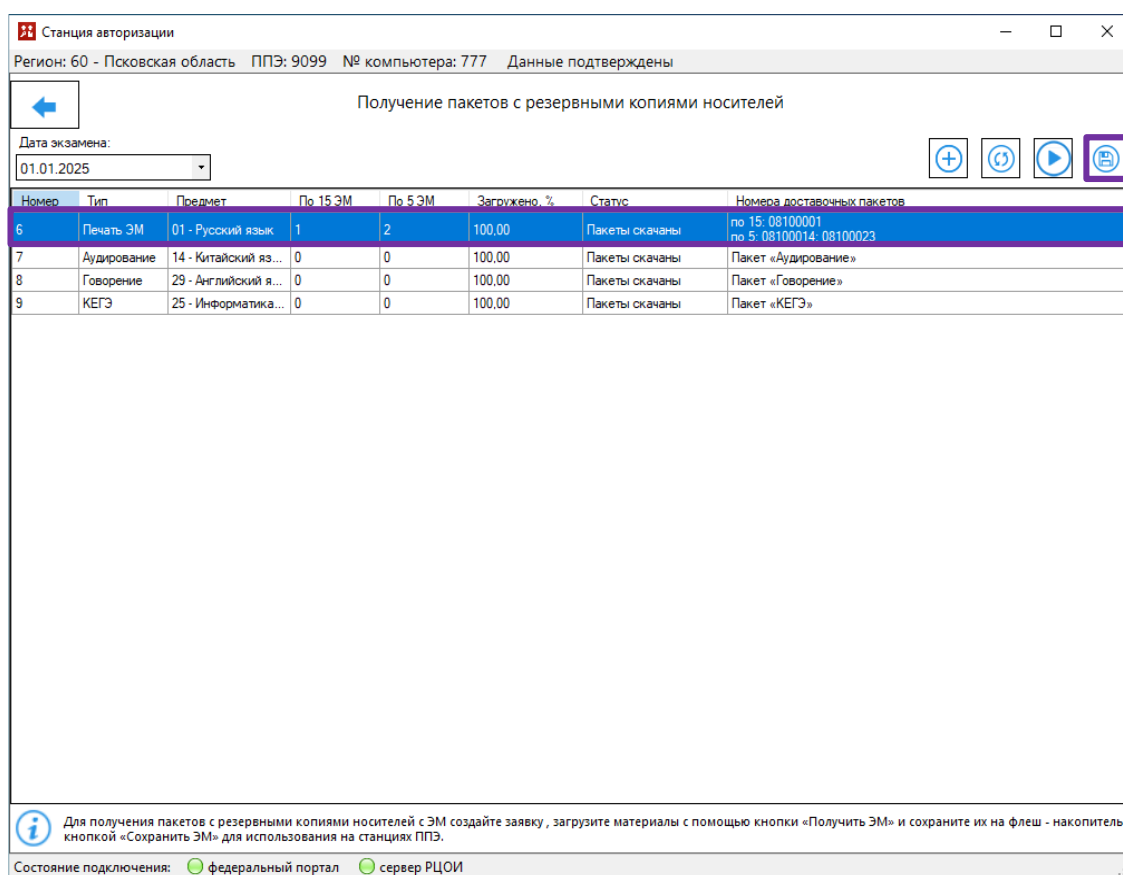 Станция авторизации
Регион: 60 - Псковская область ППЭ: 9099 № компьютера: 777 Данные подтверждены
Получение пакетов с резервными копиями носителей
Дата экзамена:
01.01.2025
Номер Тип Предмет По 15 ЭМ По 5 ЭМ Загружено, % Статус Номера доставочных пакетов
6 Печать ЭМ 01 - Русский язык 1 2 100,00 Пакеты скачаны по 15: 08100001
по 5: 08100014: 08100023
7 Аудирование 14 - Китайский яз... 0 0 100,00 Пакеты скачаны Пакет «Аудирование»
8 Говорение 29 - Английский я... 0 0 100,00 Пакеты скачаны Пакет «Говорение»
9 КЕГЭ 25 - Информатика... 0 0 100,00 Пакеты скачаны Пакет «КЕГЭ»
Для получения пакетов с резервными копиями носителей с ЭМ создайте заявку , загрузите материалы с помощью кнопки «Получить ЭМ» и сохраните их на флеш - накопитель
кнопкой «Сохранить ЭМ» для использования на станциях ППЭ.
Состояние подключения: федеральный портал сервер РЦОИ